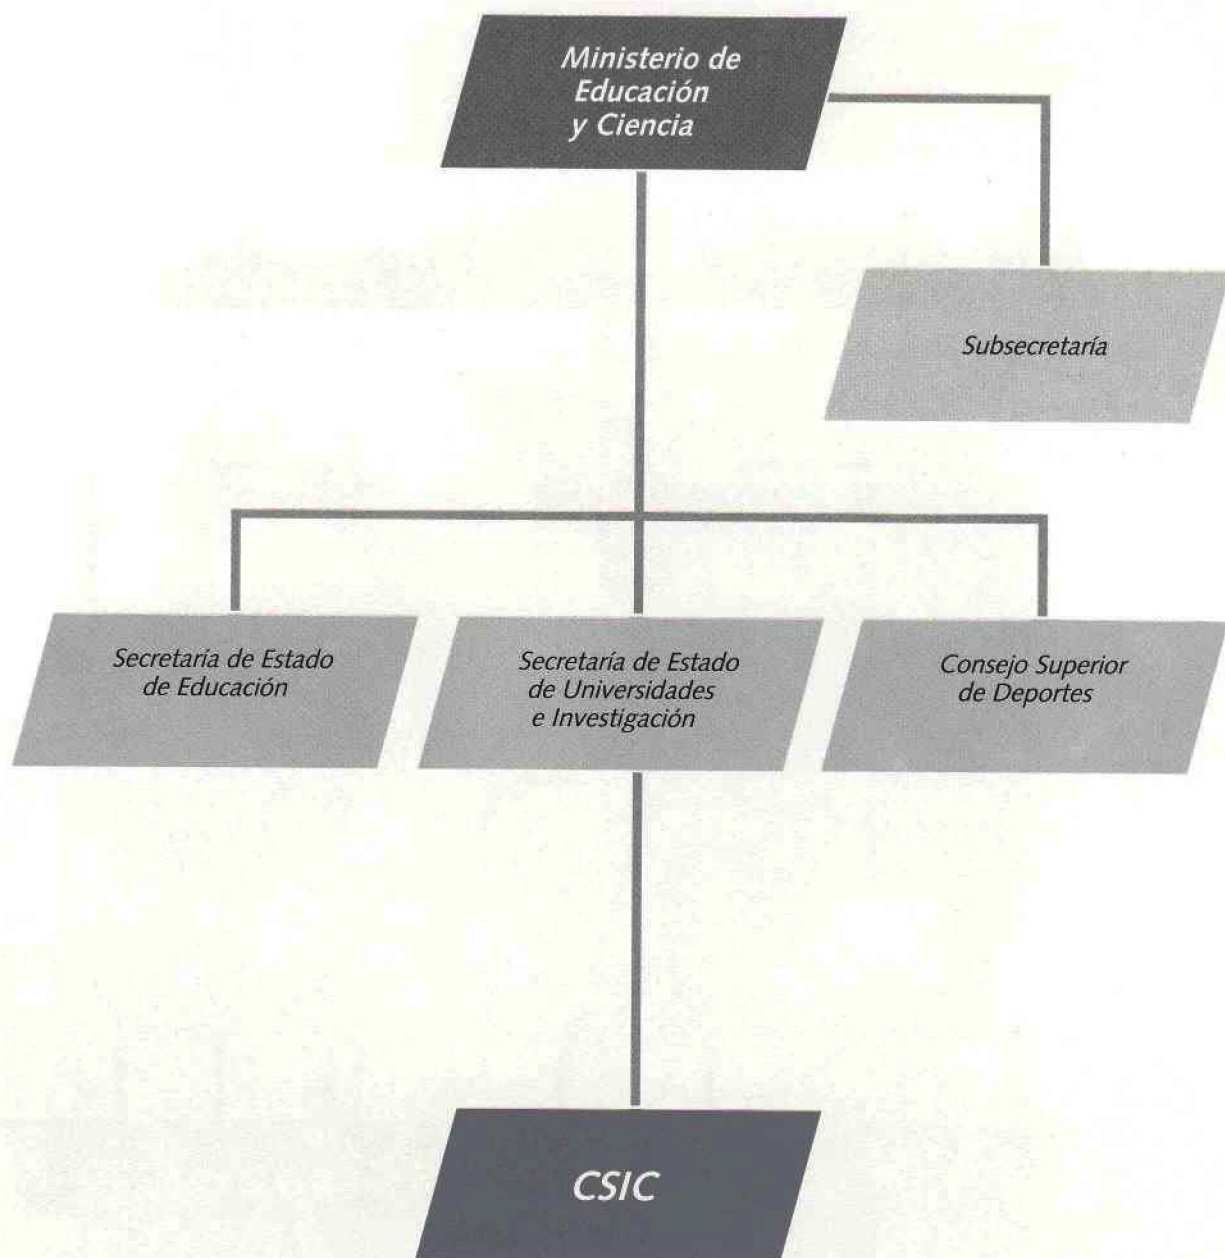 Ministerio de
Educación
y Ciencia
Subsecretaría
Secretaría de Estado
de Educación
Secretaría de Estado
de Universidades
e Investigación
Consejo Superior
de Deportes
CSIC